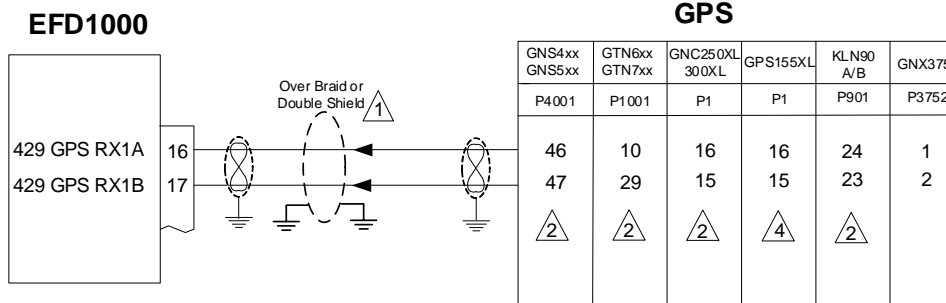 EFD1000
GPS
GNS4xx GTN6xx GNC250XL GPS155XL KLN90 GNX375
GNS5xx GTN7xx 300XL A/B
P4001 P1001 P1 P1 P901 P3752
Over Braid or
Double Shield 1
429 GPS RX1A 16 46 10 16 16 24 1
429 GPS RX1B 17 47 29 15 15 23 2
2 2 2 4 2